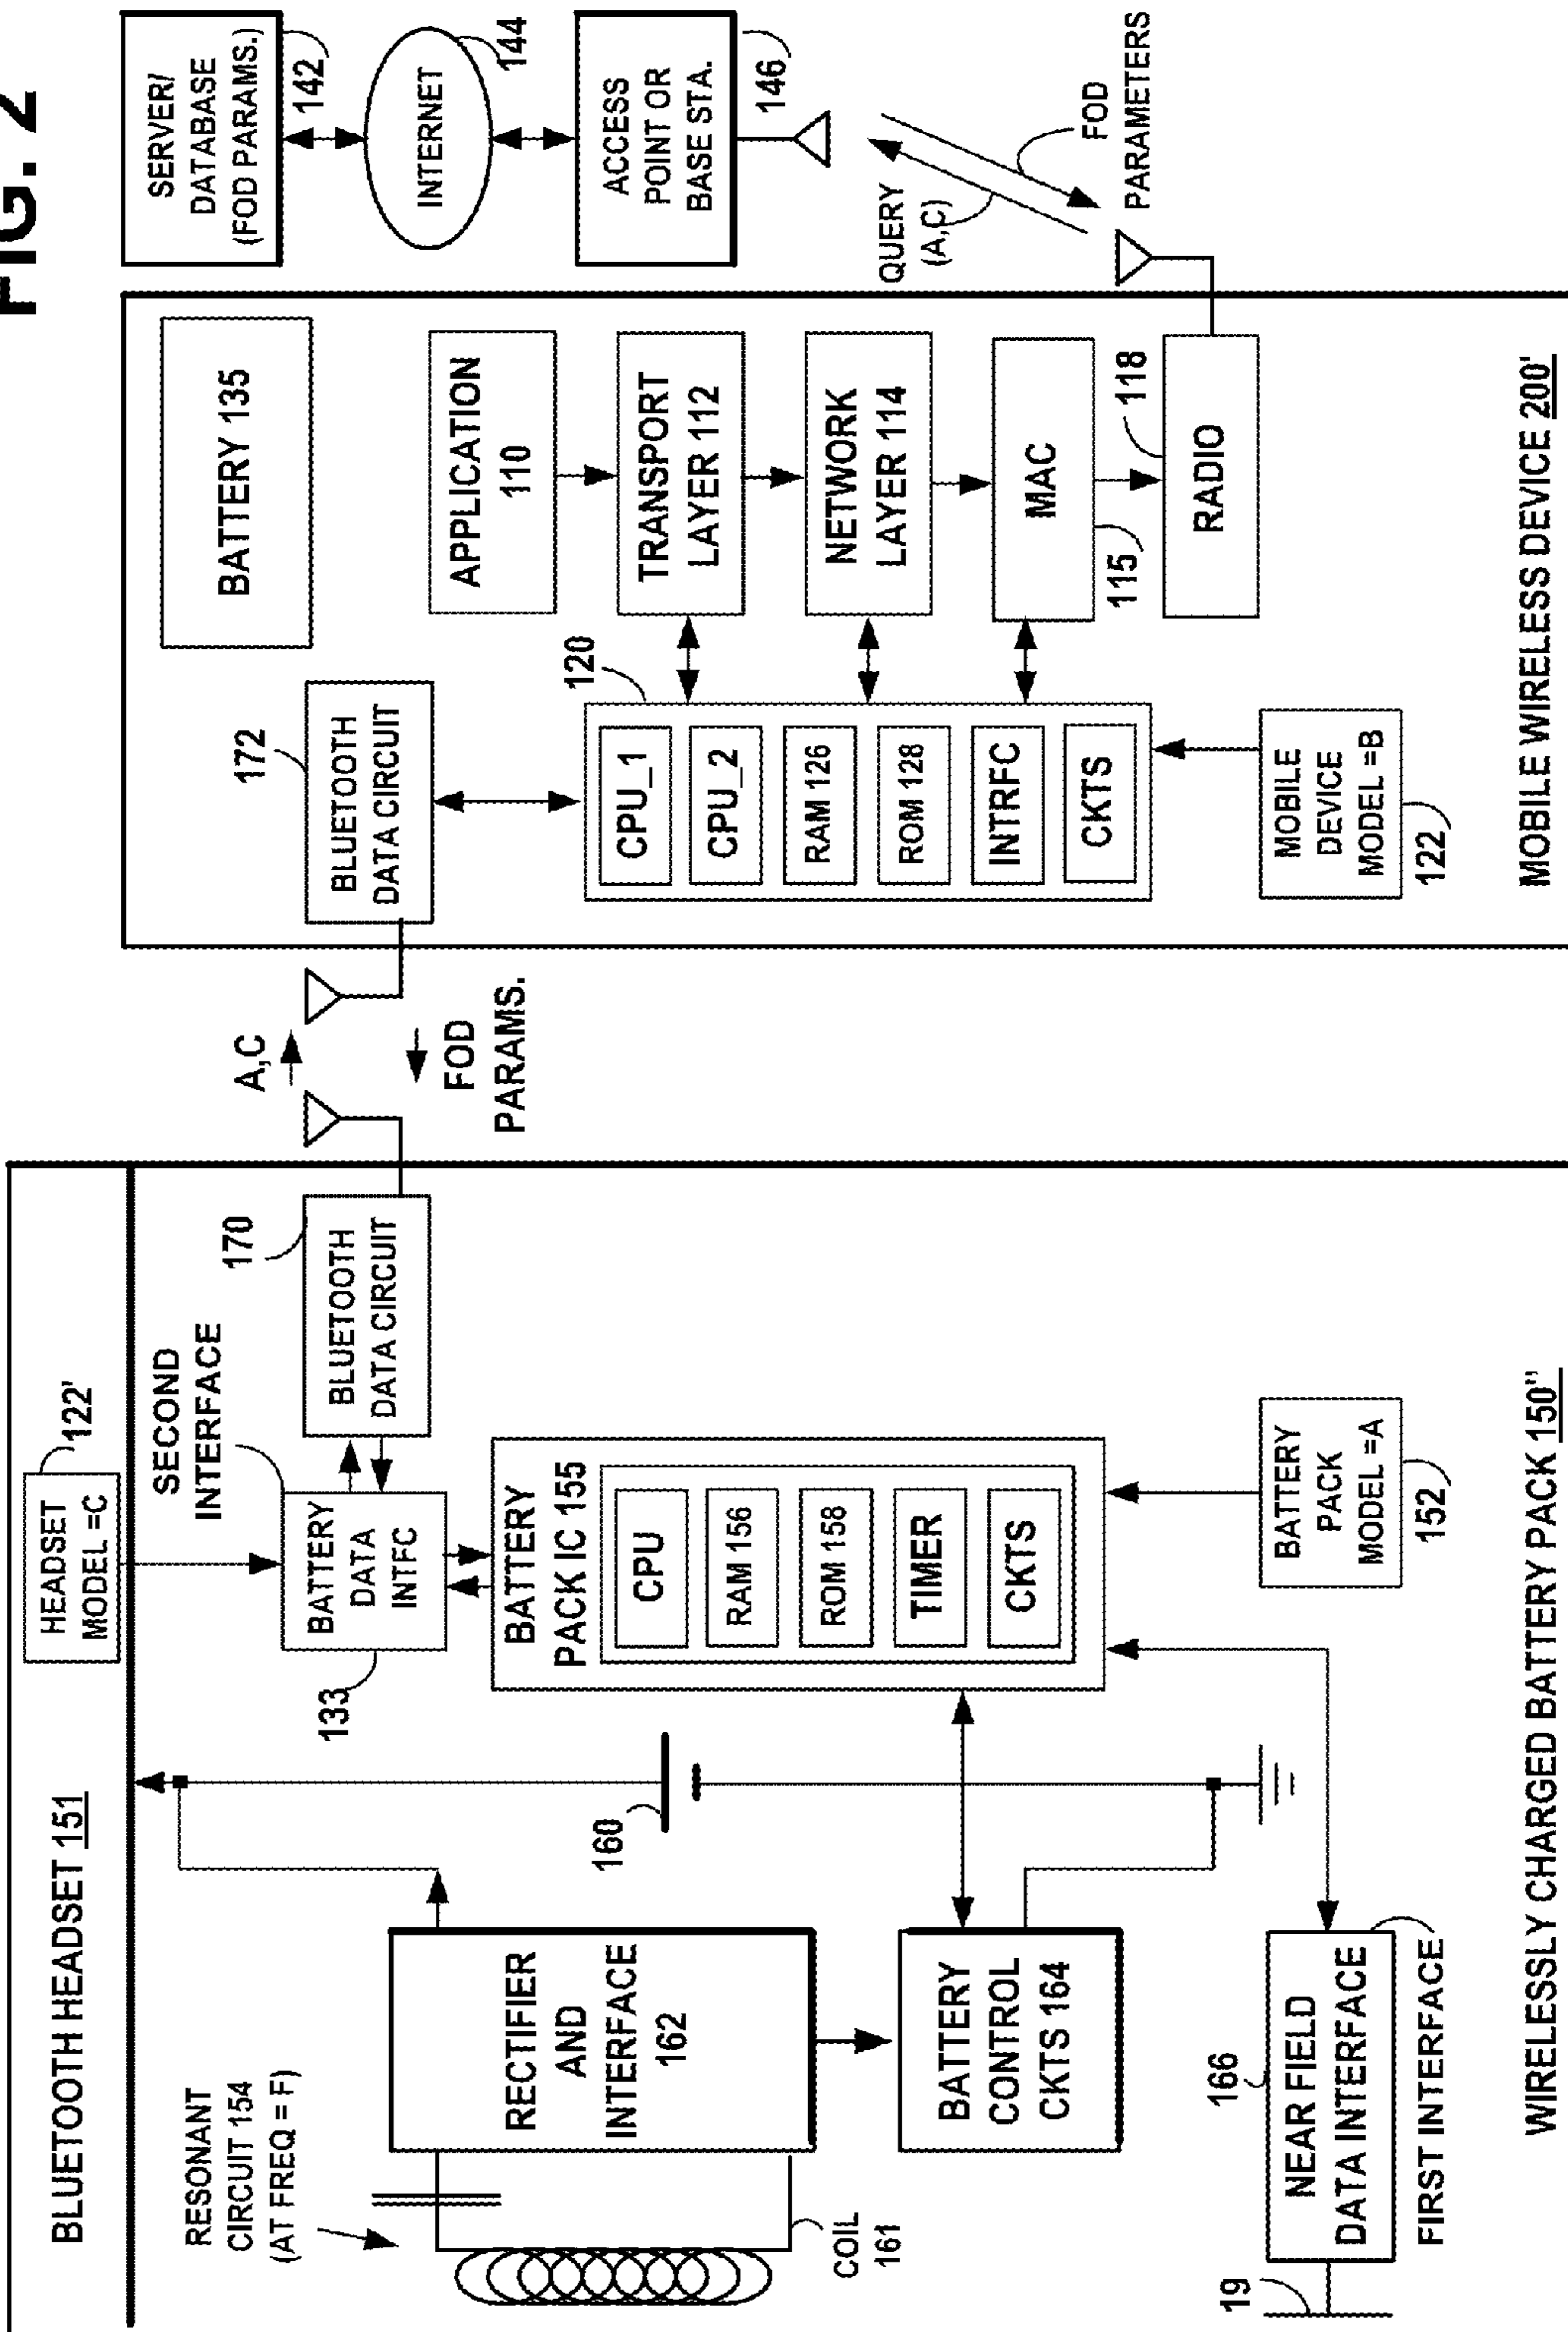 FIG. 2
BLUETOOTH HEADSET 151
HEADSET
MODEL =C
122'
RESONANT
CIRCUIT 154
(AT FREQ = F)
COIL
161
RECTIFIER
AND
INTERFACE
162
BATTERY
CONTROL
CKTS 164
160
SECOND
INTERFACE
BATTERY
DATA
INTFC
133
BLUETOOTH
DATA CIRCUIT
170
BATTERY
PACK IC 155
CPU
RAM 156
ROM 158
TIMER
CKTS
BATTERY
PACK
MODEL =A
152
19
NEAR FIELD
DATA INTERFACE
166
FIRST INTERFACE
WIRELESSLY CHARGED BATTERY PACK 150"
A,C
FOD
PARAMS.
BLUETOOTH
DATA CIRCUIT
172
BATTERY 135
APPLICATION
110
TRANSPORT
LAYER 112
NETWORK
LAYER 114
MAC
115
RADIO
118
120
CPU_1
CPU_2
RAM 126
ROM 128
INTRFC
CKTS
MOBILE
DEVICE
MODEL =B
122
MOBILE WIRELESS DEVICE 200'
SERVER/
DATABASE
(FOD PARAMS.)
142
INTERNET
144
ACCESS
POINT OR
BASE STA.
146
QUERY
(A,C)
FOD
PARAMETERS